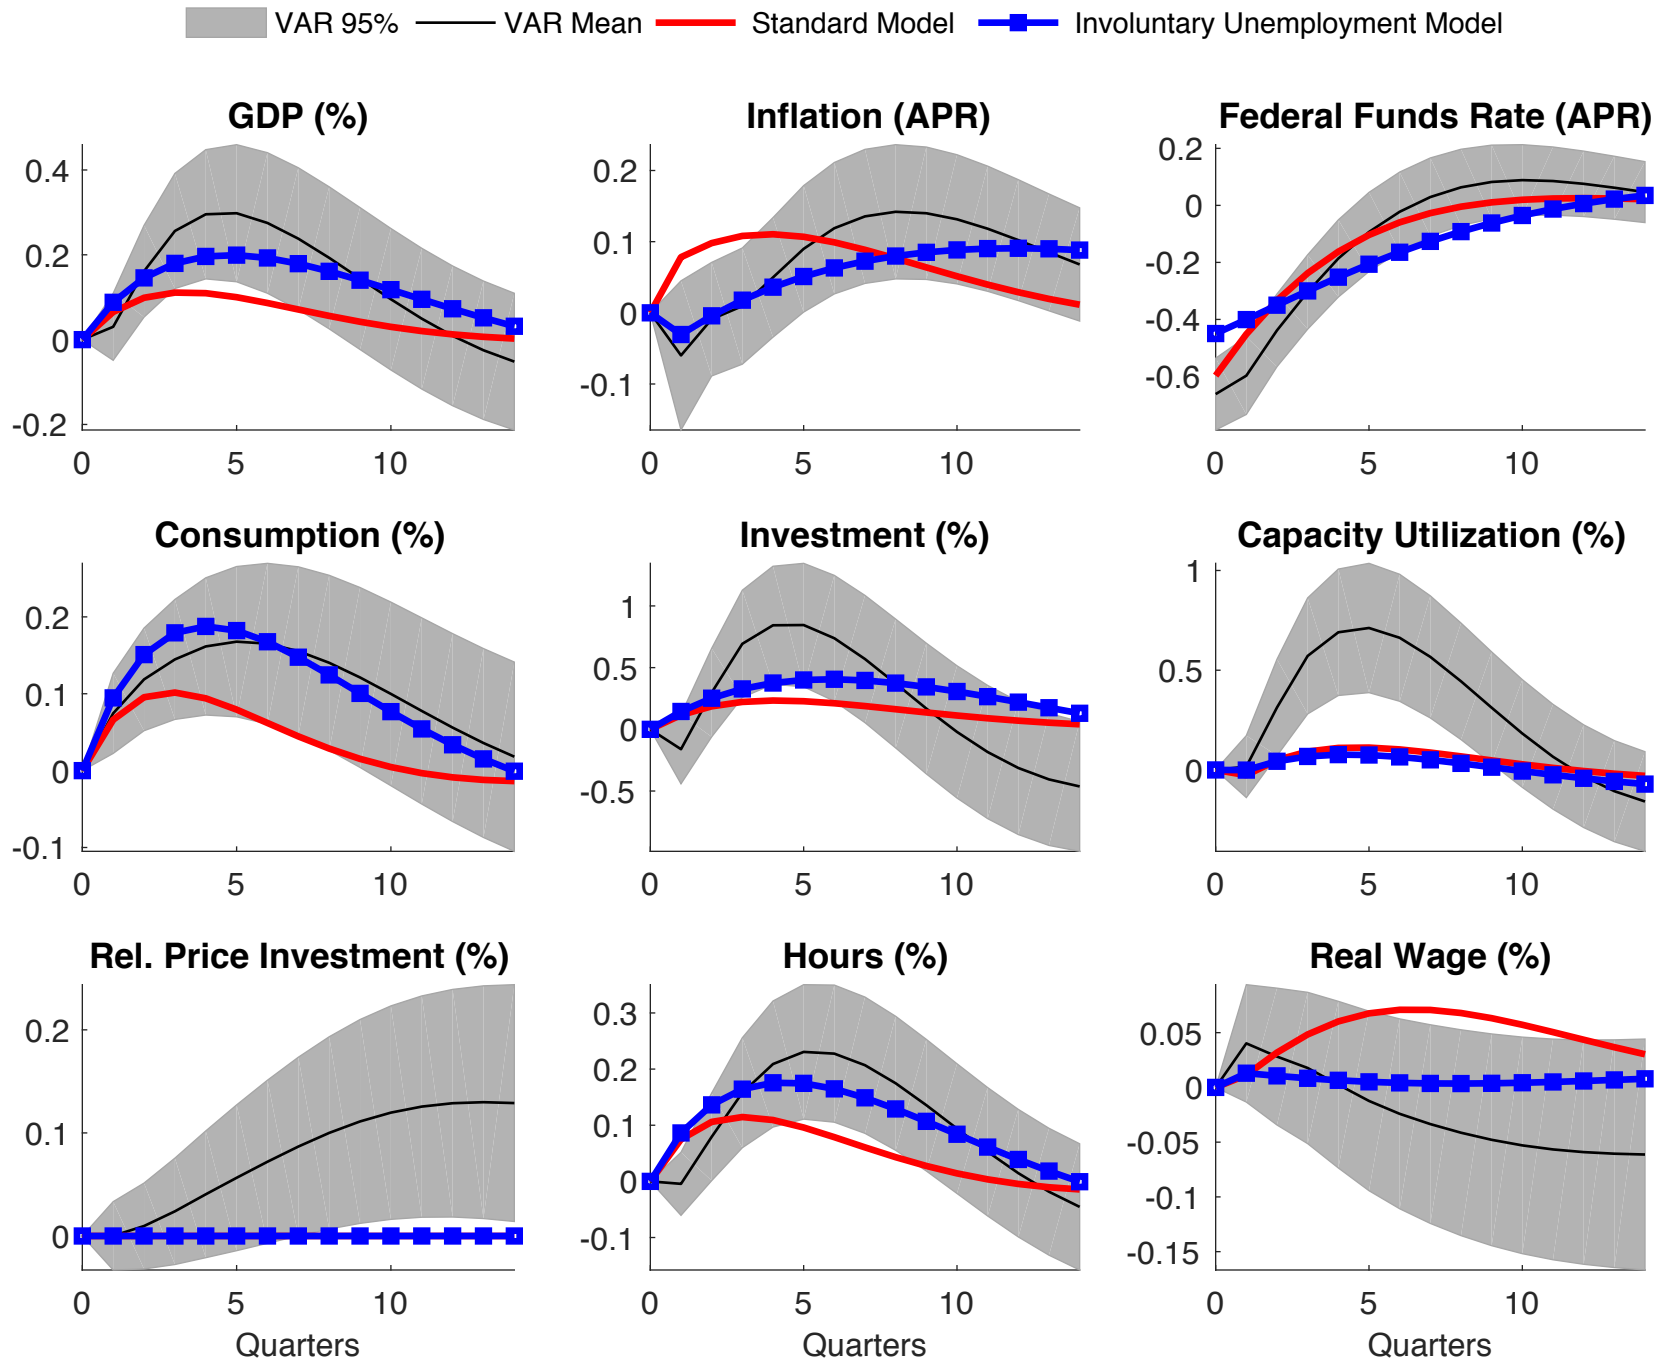 VAR 95% VAR Mean Standard Model Involuntary Unemployment Model
GDP (%) Inflation (APR) Federal Funds Rate (APR)
0.4
0.2
0
-0.2
0 5 10
0.2
0.1
0
-0.1
0 5 10
0.2
0
-0.2
-0.4
-0.6
0 5 10
Consumption (%) Investment (%) Capacity Utilization (%)
0.2
0.1
0
-0.1
0 5 10
1
0.5
0
-0.5
0 5 10
1
0.5
0
0 5 10
Rel. Price Investment (%) Hours (%) Real Wage (%)
0.2
0.1
0
0 5 10
Quarters
0.3
0.2
0.1
0
-0.1
0 5 10
Quarters
0.05
0
-0.05
-0.1
-0.15
0 5 10
Quarters